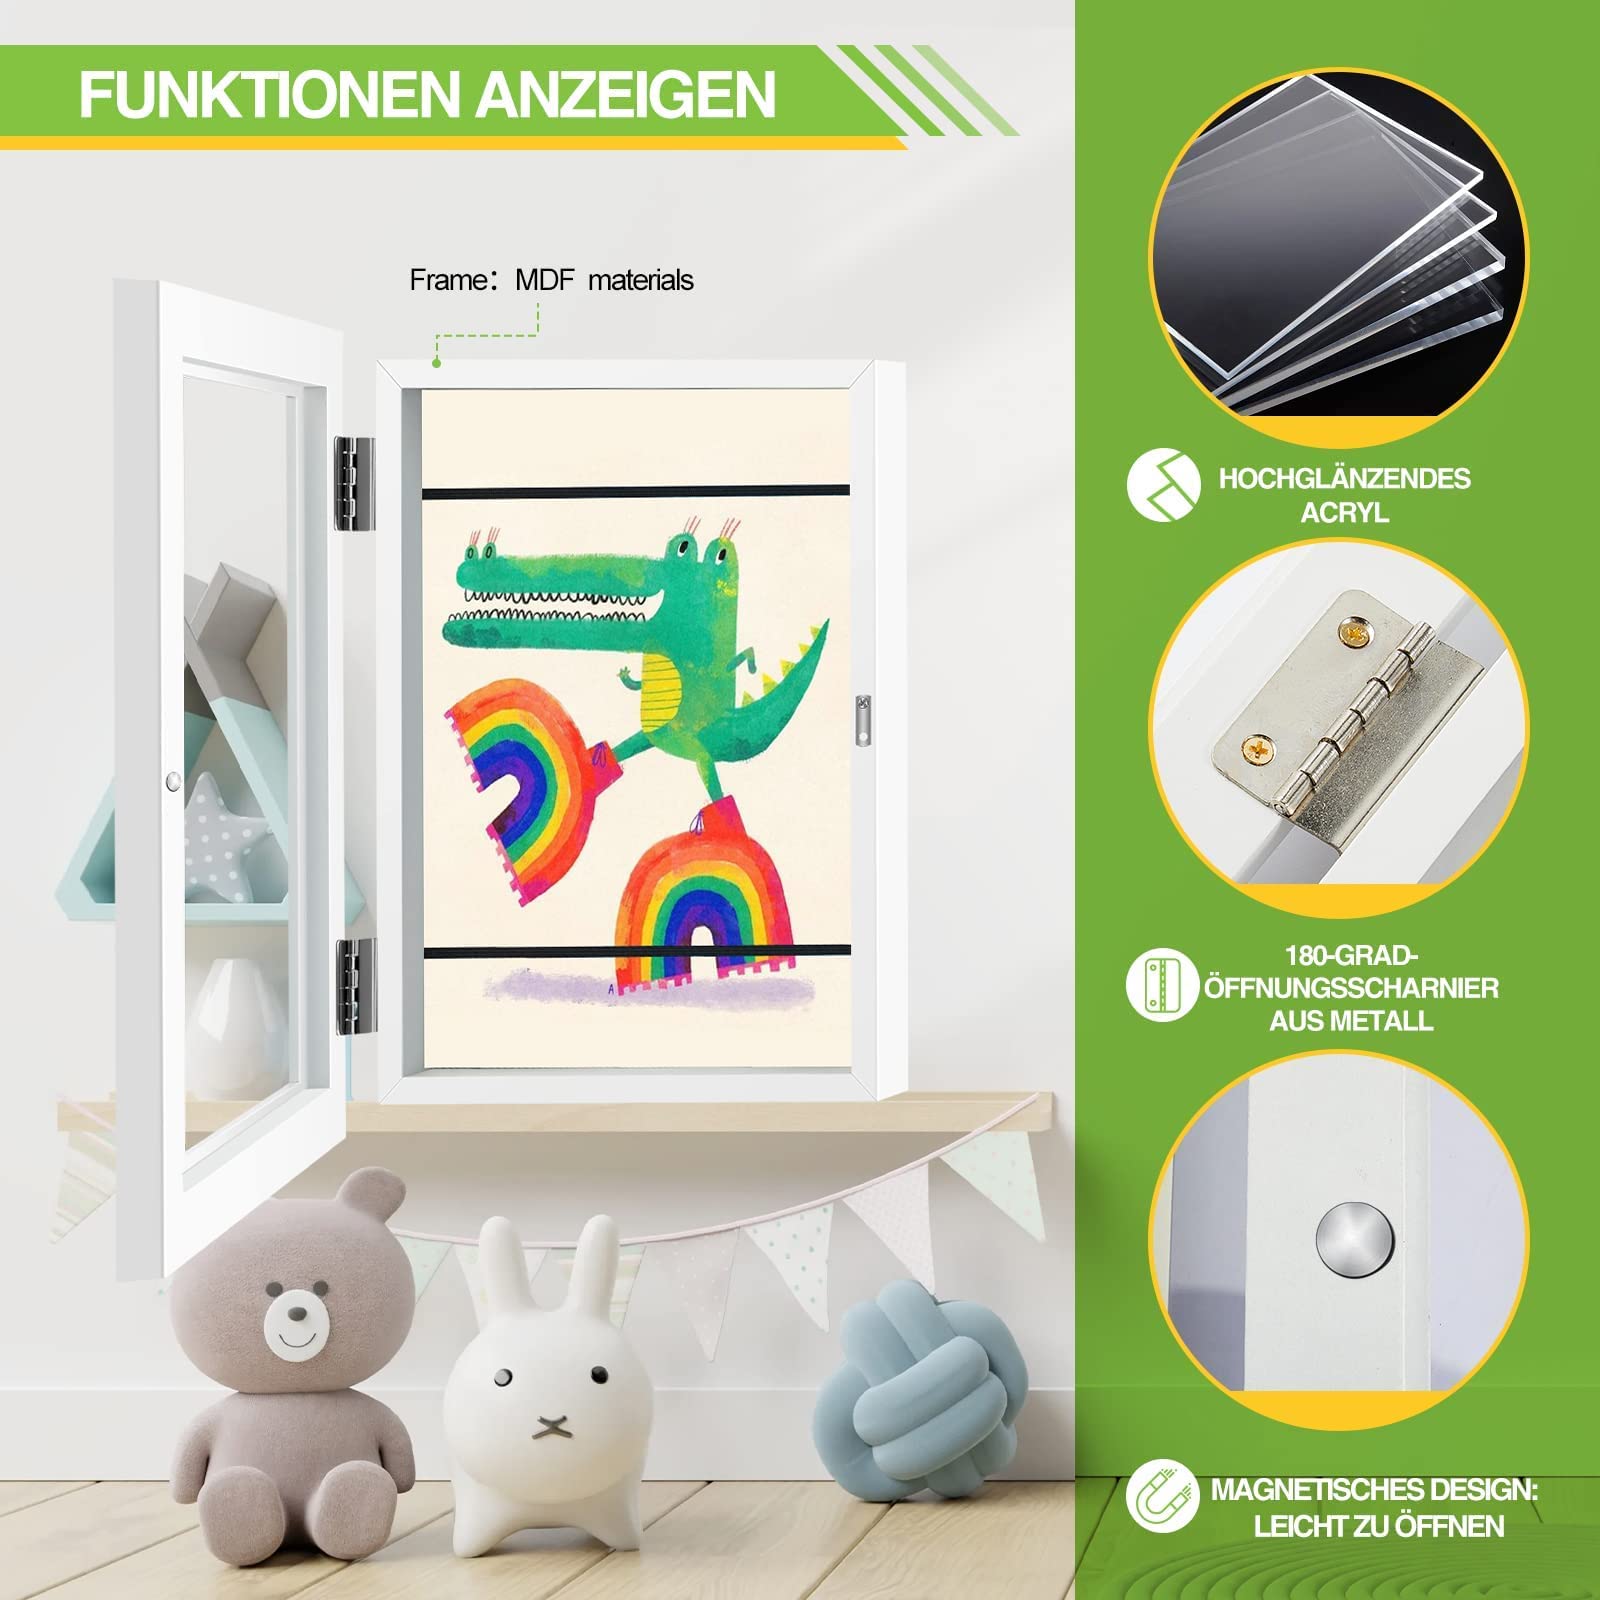 FUNKTIONEN ANZEIGEN
Frame: MDF materials
A
HOCHGLÄNZENDES
ACRYL
180-GRAD-
ÖFFNUNGSSCHARNIER
AUS METALL
MAGNETISCHES DESIGN:
LEICHT ZU ÖFFNEN